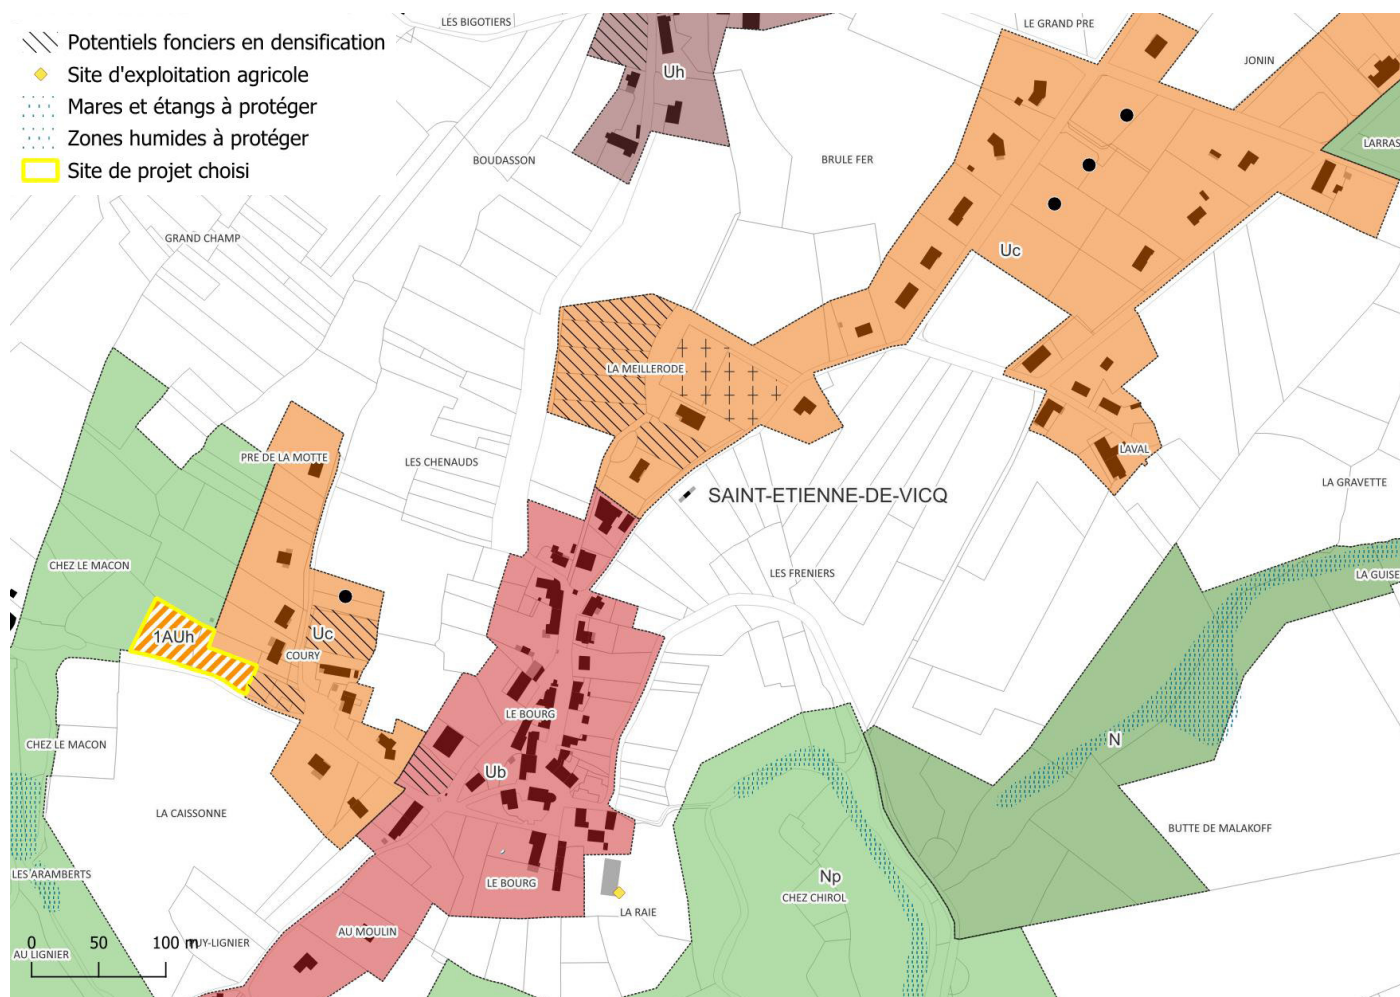 Potentiels fonciers en densification
Site d'exploitation agricole
Mares et étangs à protéger
Zones humides à protéger
Site de projet choisi
LES BIGOTIERS
LE GRAND PRE
JONIN
Uh
LARRAS
BOUDASSON
BRULE FER
GRAND CHAMP
Uc
LA MEILLERODE
PRE DE LA MOTTE
LES CHENAUDS
LAVAL
LA GRAVETTE
SAINT-ETIENNE-DE-VICQ
CHEZ LE MACON
LES FRENIERS
LA GUISE
1AUh
Uc
COURY
LE BOURG
CHEZ LE MACON
N
Ub
LA CAISSONNE
BUTTE DE MALAKOFF
LES ARAMBERTS
Np
LE BOURG
CHEZ CHIROL
LA RAIE
AU MOULIN
0 50 100 m
UY-LIGNIER
AU LIGNIER